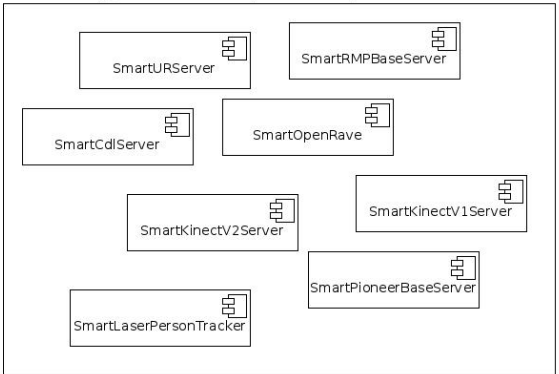 SmartURServer
SmartRMPBaseServer
SmartCdlServer
SmartOpenRave
SmartKinectV2Server
SmartKinectV1Server
SmartPioneerBaseServer
SmartLaserPersonTracker